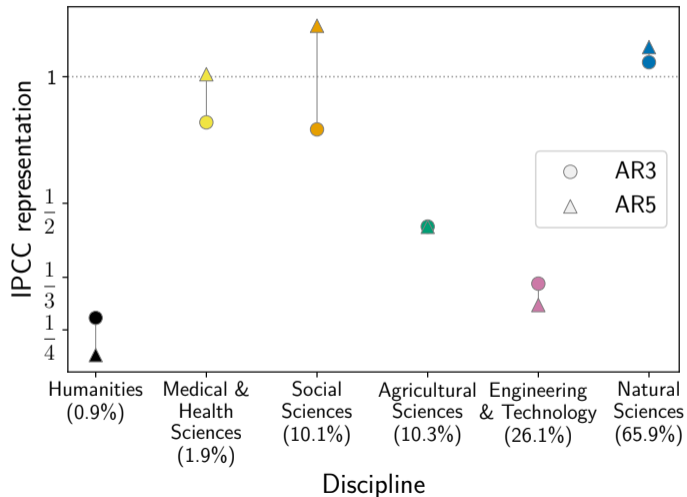 IPCC representation
1
1/2
1/3
1/4
AR3
AR5
Humanities
(0.9%)
Medical &
Health
Sciences
(1.9%)
Social
Sciences
(10.1%)
Agricultural
Sciences
(10.3%)
Engineering
& Technology
(26.1%)
Natural
Sciences
(65.9%)
Discipline